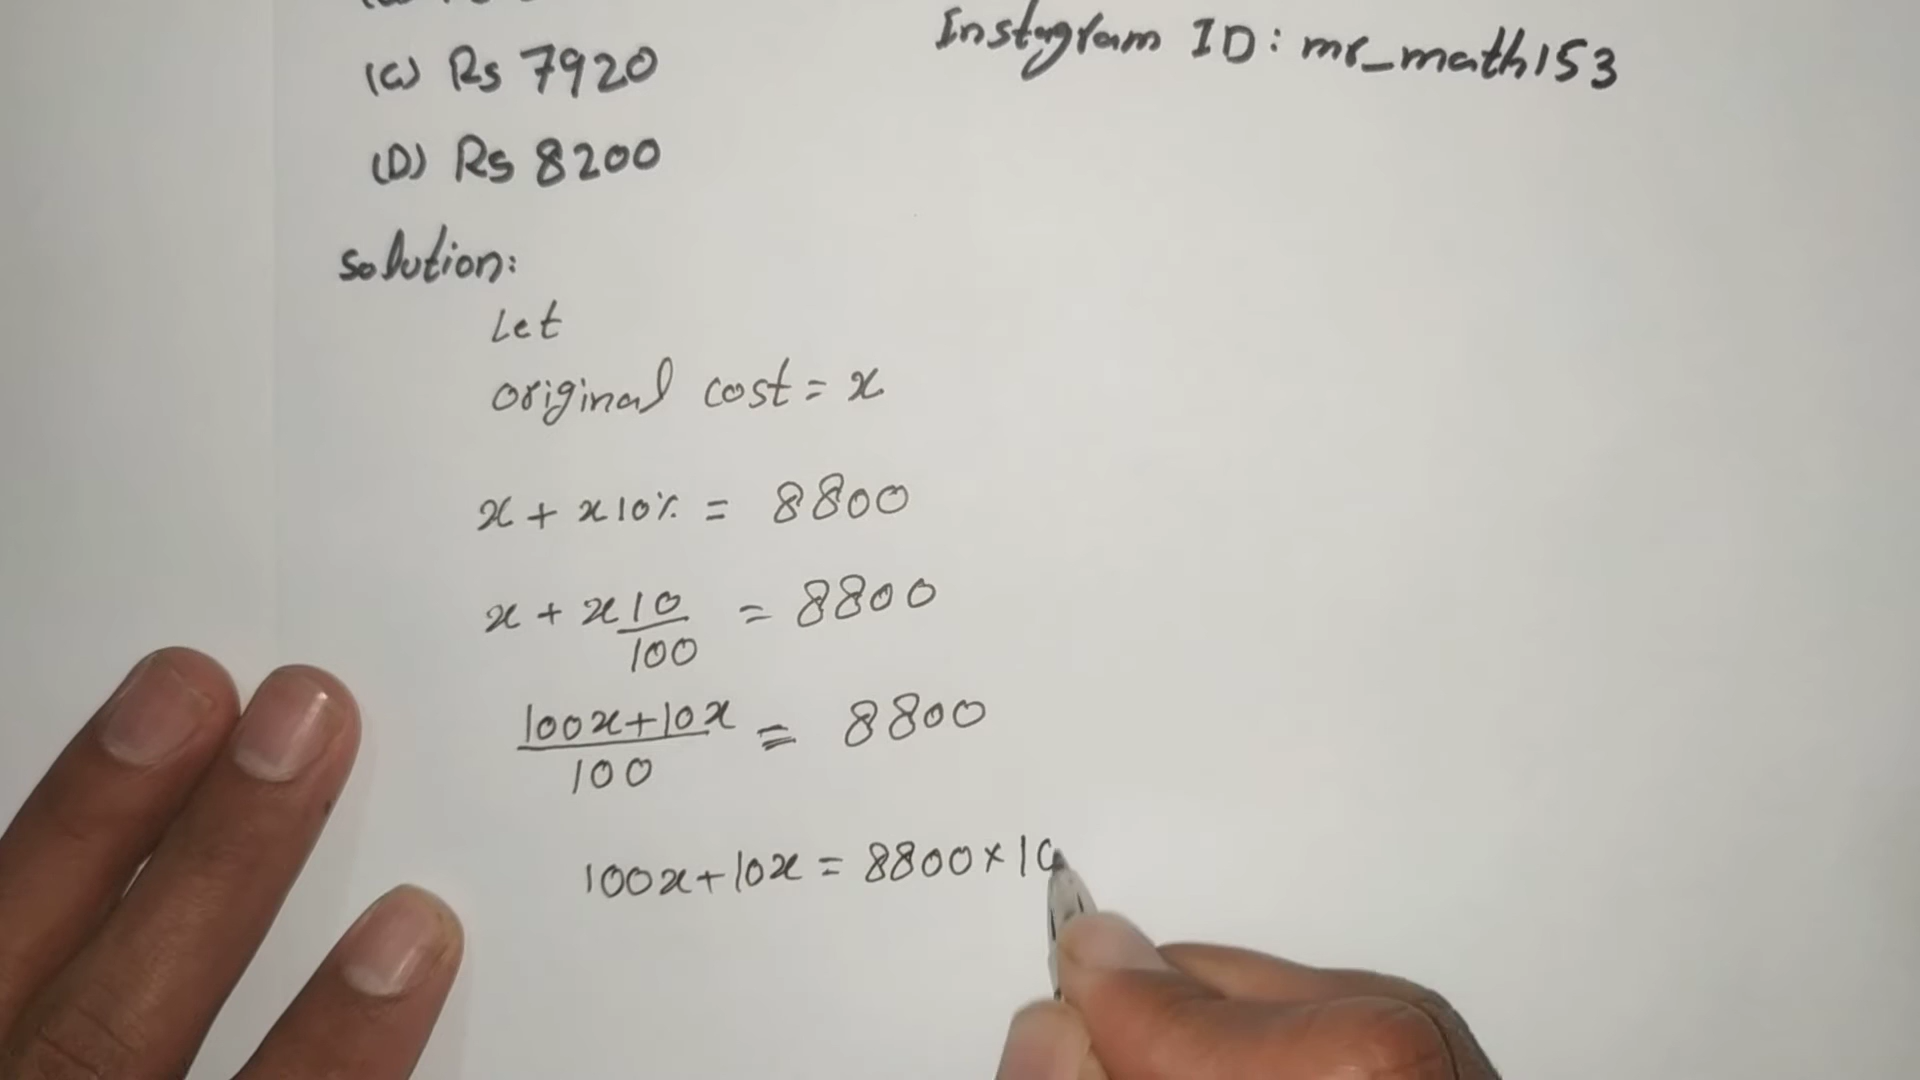 (C) Rs 7920
Instagram ID: mr_math153
(D) Rs 8200
Solution:
Let
original cost = x
x + x10% = 8800
x + x10/100 = 8800
100x+10x/100 = 8800
100x+10x = 8800×10